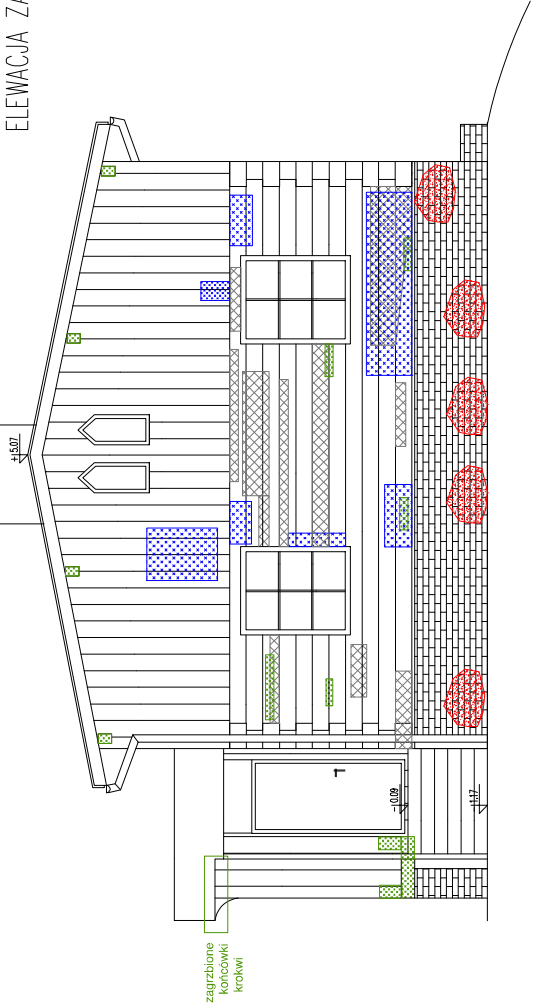 ELEWACJA ZA
+|5.07
-|0.09
-|1.17
zagrzbione
końcówki
krokwi